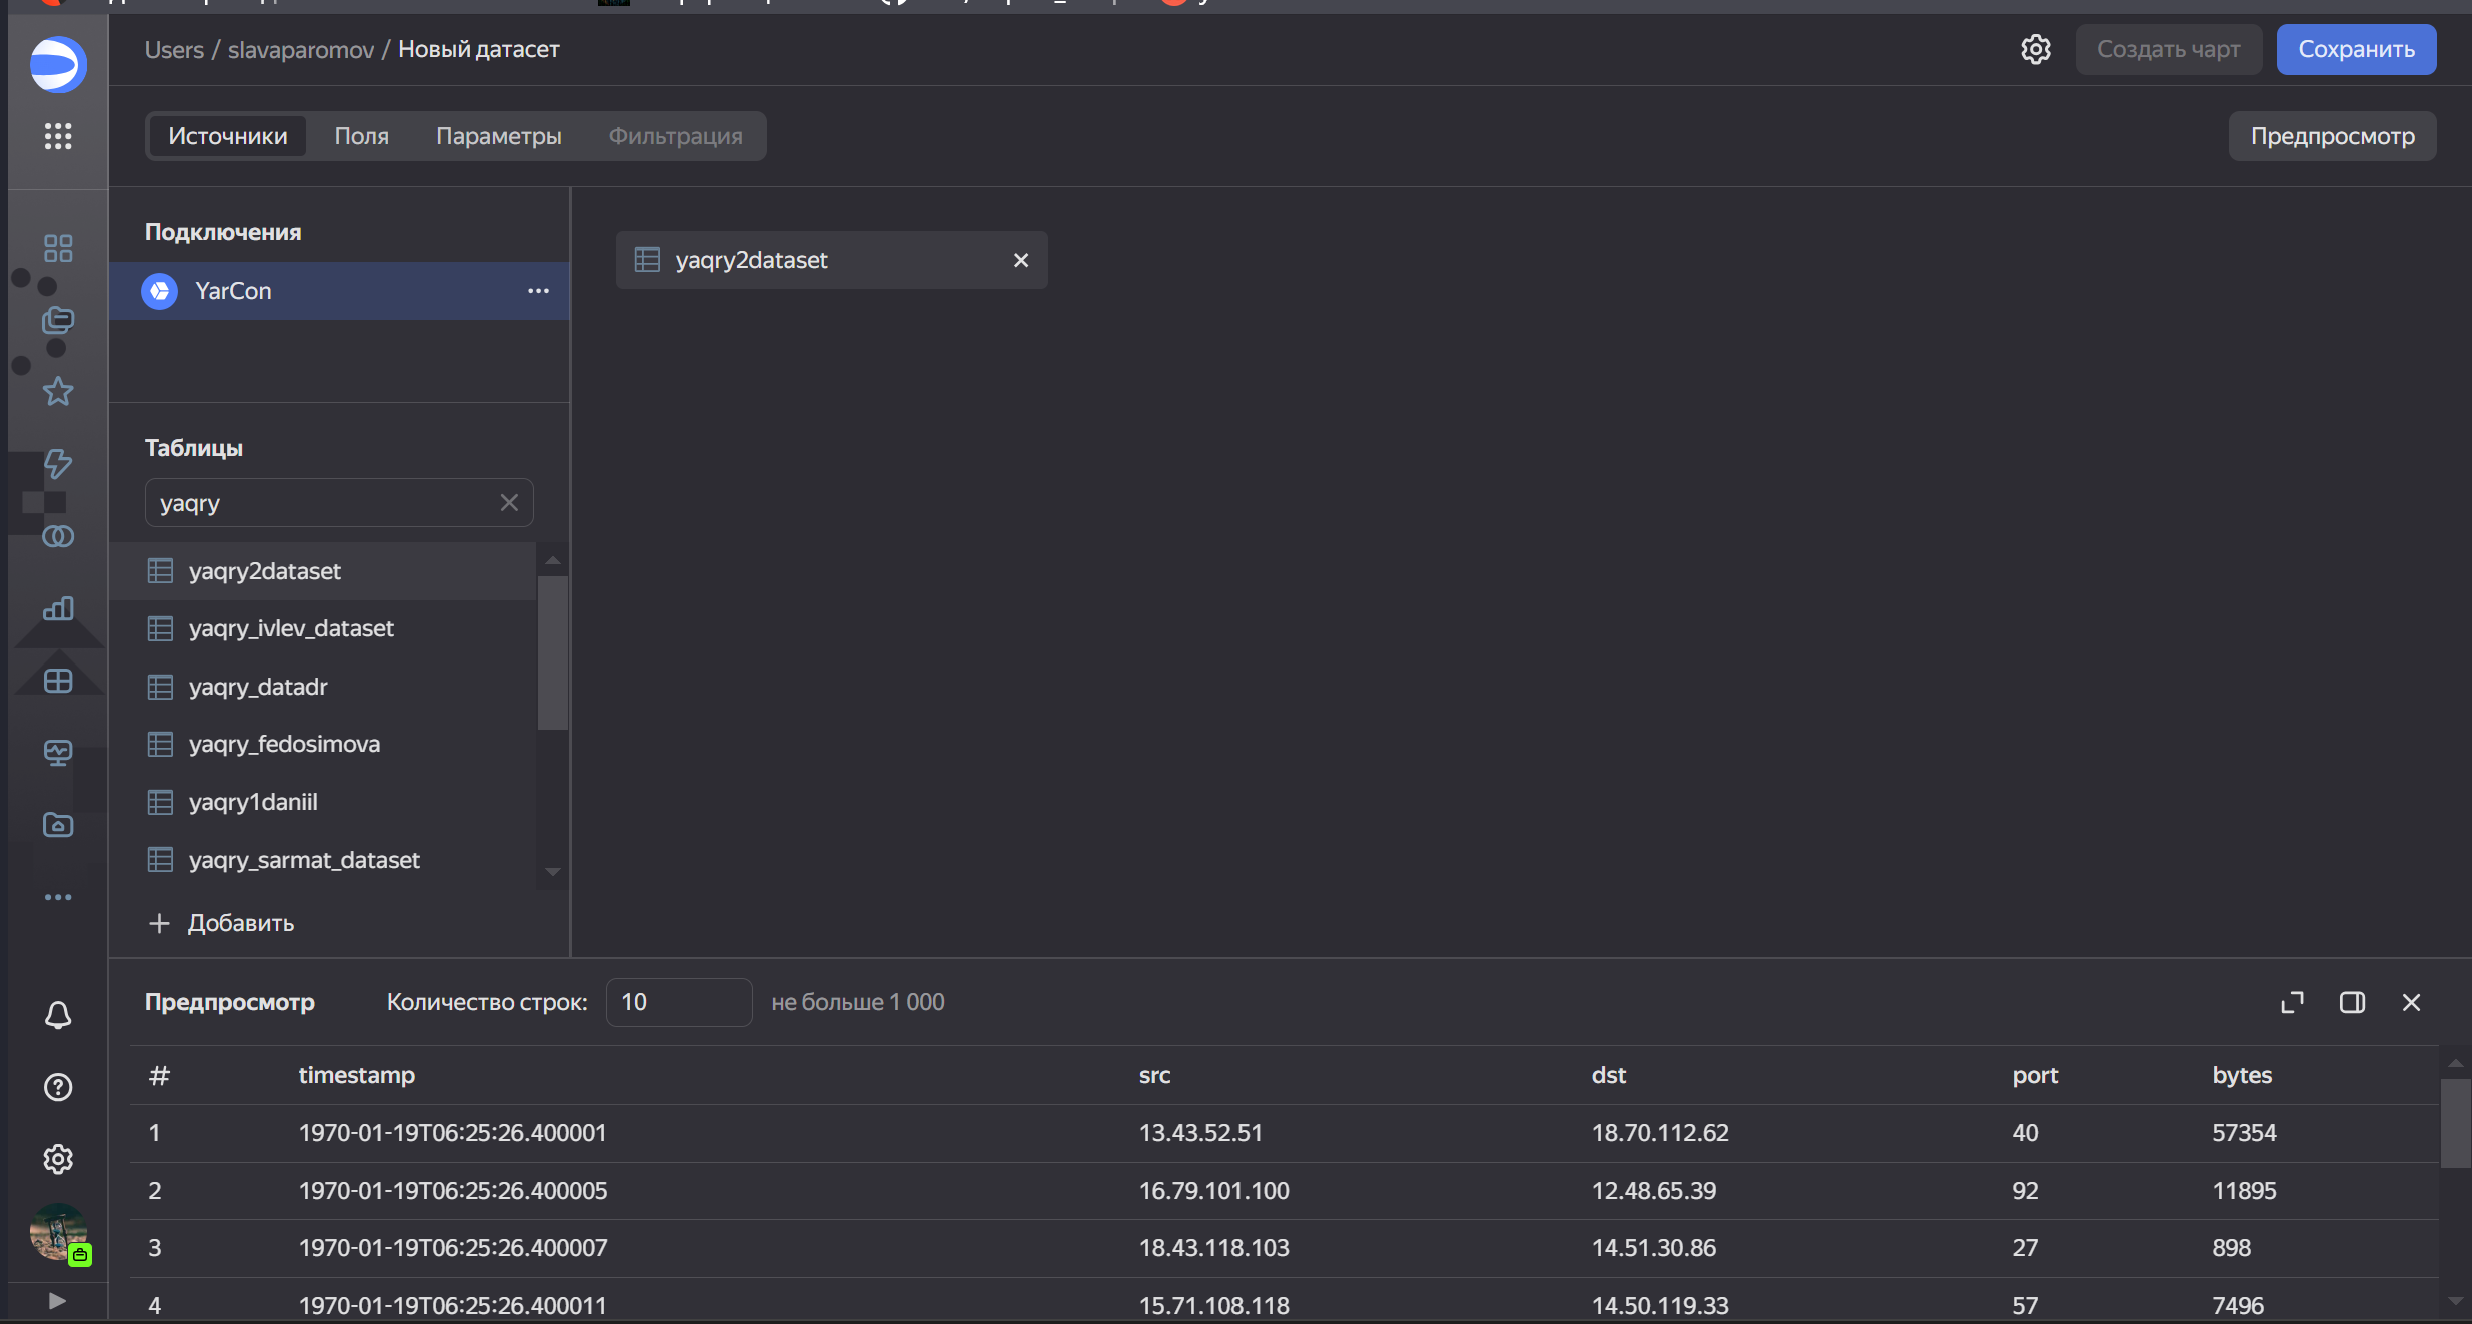 Users / slavaparomov / Новый датасет
Создать чарт
Сохранить
Источники
Поля
Параметры
Фильтрация
Предпросмотр
Подключения
YarCon
Таблицы
yaqry
yaqry2dataset
yaqry_ivlev_dataset
yaqry_datadr
yaqry_fedosimova
yaqry1daniil
yaqry_sarmat_dataset
Добавить
yaqry2dataset
Предпросмотр Количество строк: 10 не больше 1 000
# timestamp src dst port bytes
1 1970-01-19T06:25:26.400001 13.43.52.51 18.70.112.62 40 57354
2 1970-01-19T06:25:26.400005 16.79.101.100 12.48.65.39 92 11895
3 1970-01-19T06:25:26.400007 18.43.118.103 14.51.30.86 27 898
4 1970-01-19T06:25:26.400011 15.71.108.118 14.50.119.33 57 7496